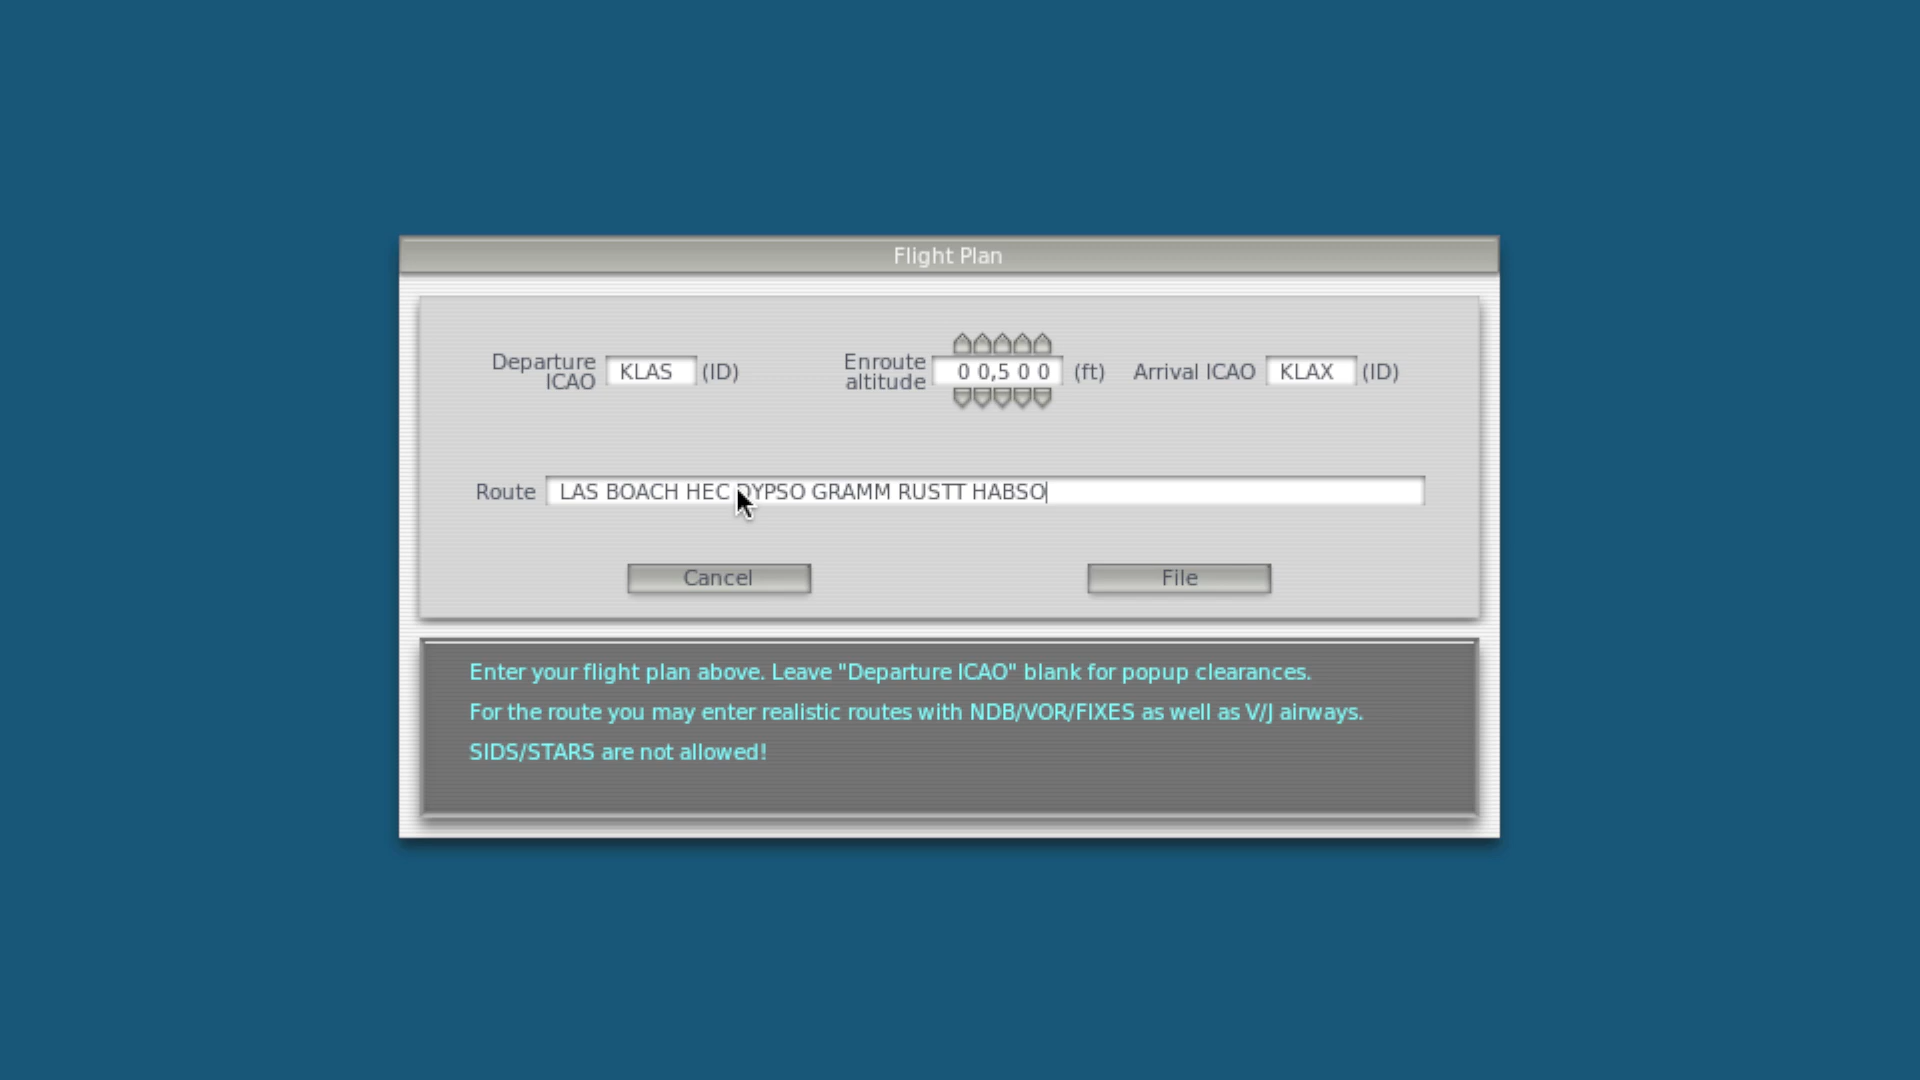 Flight Plan
Departure ICAO KLAS (ID) Enroute altitude 0 0,5 0 0 (ft) Arrival ICAO KLAX (ID)
Route LAS BOACH HEC DYPSO GRAMM RUSTT HABSO
Cancel File
Enter your flight plan above. Leave "Departure ICAO" blank for popup clearances.
For the route you may enter realistic routes with NDB/VOR/FIXES as well as V/J airways.
SIDS/STARS are not allowed!